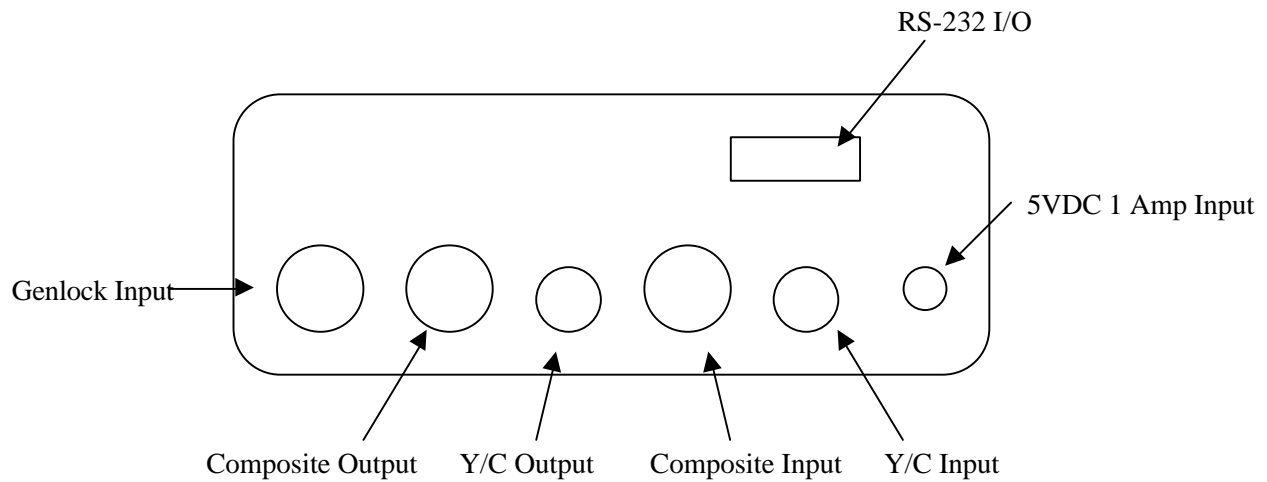 RS-232 I/O
5VDC 1 Amp Input
Genlock Input
Composite Output
Y/C Output
Composite Input
Y/C Input